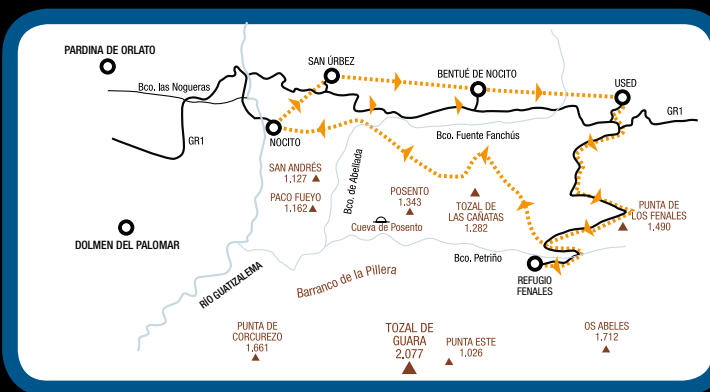 PARDINA DE ORLATO
SAN ÚRBEZ
BENTUÉ DE NOCITO
USED
Bco. las Nogueras
GR1
GR1
NOCITO
Bco. Fuente Fanchús
SAN ANDRÉS
1,127
Bco. de Abellada
PACO FUEYO
1.162
POSENTO
1.343
TOZAL DE
LAS CAÑATAS
1.282
PUNTA DE
LOS FENALES
1.490
Cueva de Posento
DOLMEN DEL PALOMAR
RÍO GUATIZALEMA
Barranco de la Pillera
Bco. Petriño
REFUGIO
FENALES
PUNTA DE
CORCUREZO
1,661
TOZAL DE
GUARA
2.077
PUNTA ESTE
1.026
OS ABELES
1.712